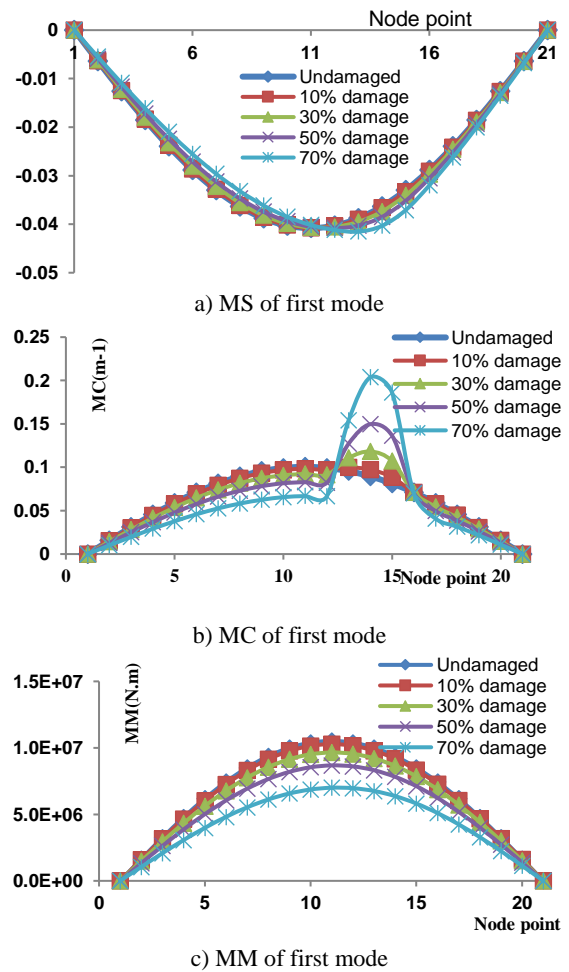 Node point
0
1
6
11
16
21
-0.01
-0.02
-0.03
-0.04
-0.05
Undamaged
10% damage
30% damage
50% damage
70% damage
a) MS of first mode
MC(m-1)
0.25
0.2
0.15
0.1
0.05
0
0
5
10
15
20
Node point
Undamaged
10% damage
30% damage
50% damage
70% damage
b) MC of first mode
MM(N.m)
1.5E+07
1.0E+07
5.0E+06
0.0E+00
0
5
10
15
20
Node point
Undamaged
10% damage
30% damage
50% damage
70% damage
c) MM of first mode